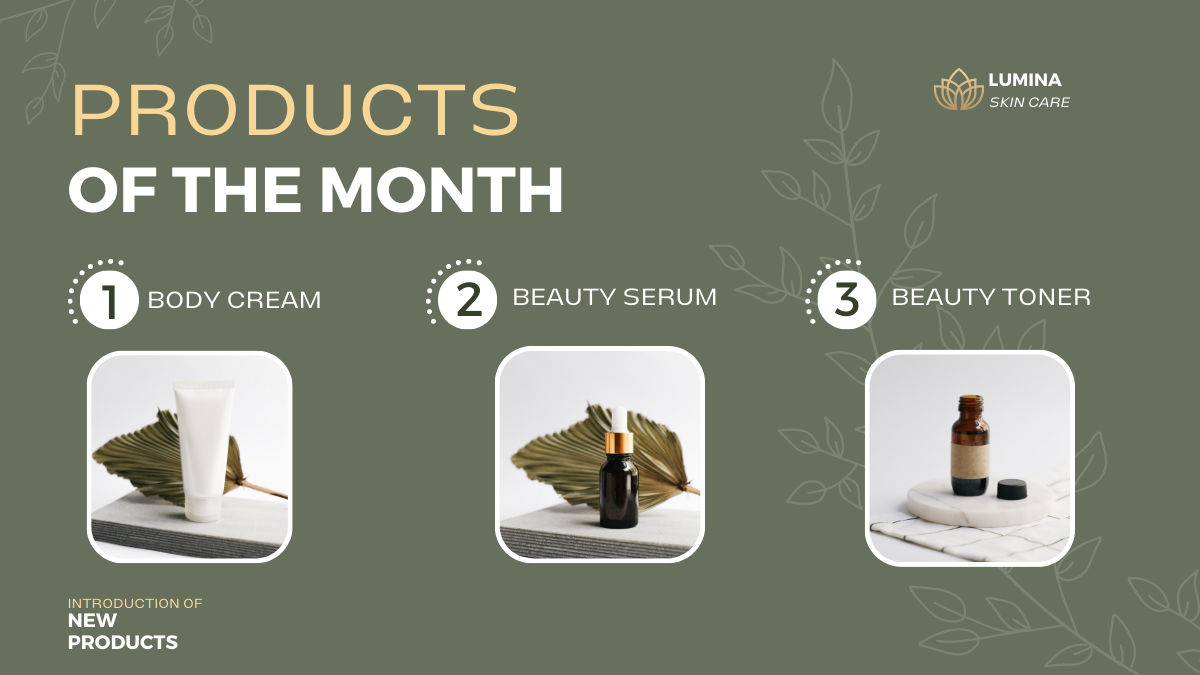 PRODUCTS
OF THE MONTH
LUMINA
SKIN CARE
1 BODY CREAM
2 BEAUTY SERUM
3 BEAUTY TONER
INTRODUCTION OF
NEW
PRODUCTS